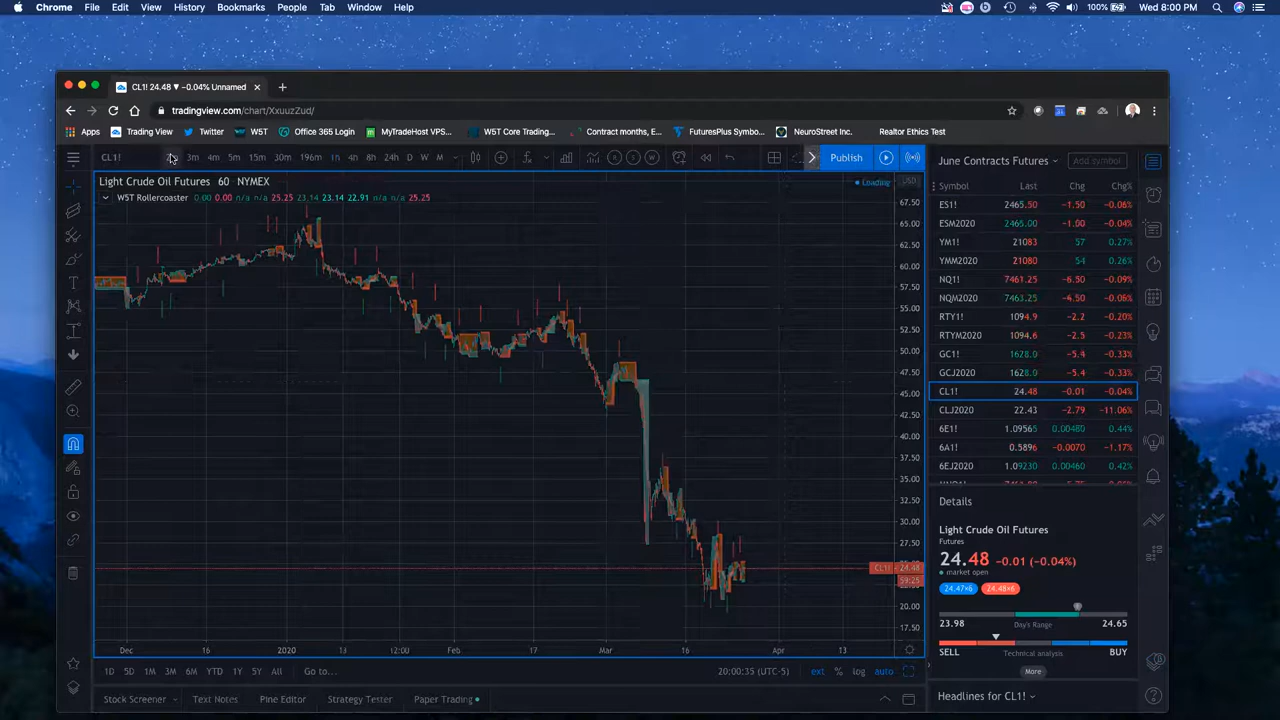 Chrome File Edit View History Bookmarks People Tab Window Help 100% Wed 8:00 PM
CL1! 24.48 ▼ −0.04% Unnamed
tradingview.com/chart/XxuuzZud/
Apps Trading View Twitter W5T Office 365 Login MyTradeHost VPS... W5T Core Trading... Contract months, E... FuturesPlus Symbo... NeuroStreet Inc. Realtor Ethics Test
CL1! 3m 4m 5m 15m 30m 196m 1h 4h 8h 24h D W M Publish
Light Crude Oil Futures 60 NYMEX
W5T Rollercoaster 0.00 0.00 n/a n/a 25.25 23.14 23.14 22.91 n/a n/a 25.25
Loading
USD
67.50
65.00
62.50
60.00
57.50
55.00
52.50
50.00
47.50
45.00
42.50
40.00
37.50
35.00
32.50
30.00
27.50
CL1! 24.48
59:25
20.00
17.50
Dec 16 2020 13 12:00 Feb 17 Mar 16 Apr 13
1D 5D 1M 3M 6M YTD 1Y 5Y All Go to... 20:00:35 (UTC-5) ext % log auto
Stock Screener Text Notes Pine Editor Strategy Tester Paper Trading
June Contracts Futures Add symbol
Symbol Last Chg Chg%
ES1! 2465.50 −1.50 −0.06%
ESM2020 2465.00 −1.00 −0.04%
YM1! 21083 57 0.27%
YMM2020 21080 54 0.26%
NQ1! 7461.25 −6.50 −0.09%
NQM2020 7463.25 −4.50 −0.06%
RTY1! 1094.9 −2.2 −0.20%
RTYM2020 1094.6 −2.5 −0.23%
GC1! 1628.0 −5.4 −0.33%
GCJ2020 1628.0 −5.4 −0.33%
CL1! 24.48 −0.01 −0.04%
CLJ2020 22.43 −2.79 −11.06%
6E1! 1.09565 0.00480 0.44%
6A1! 0.5896 −0.0070 −1.17%
6EJ2020 1.09230 0.00460 0.42%
Details
Light Crude Oil Futures
Futures
24.48 −0.01 (−0.04%)
market open
24.47×6 24.48×6
23.98 Day's Range 24.65
SELL Technical analysis BUY
More
Headlines for CL1!